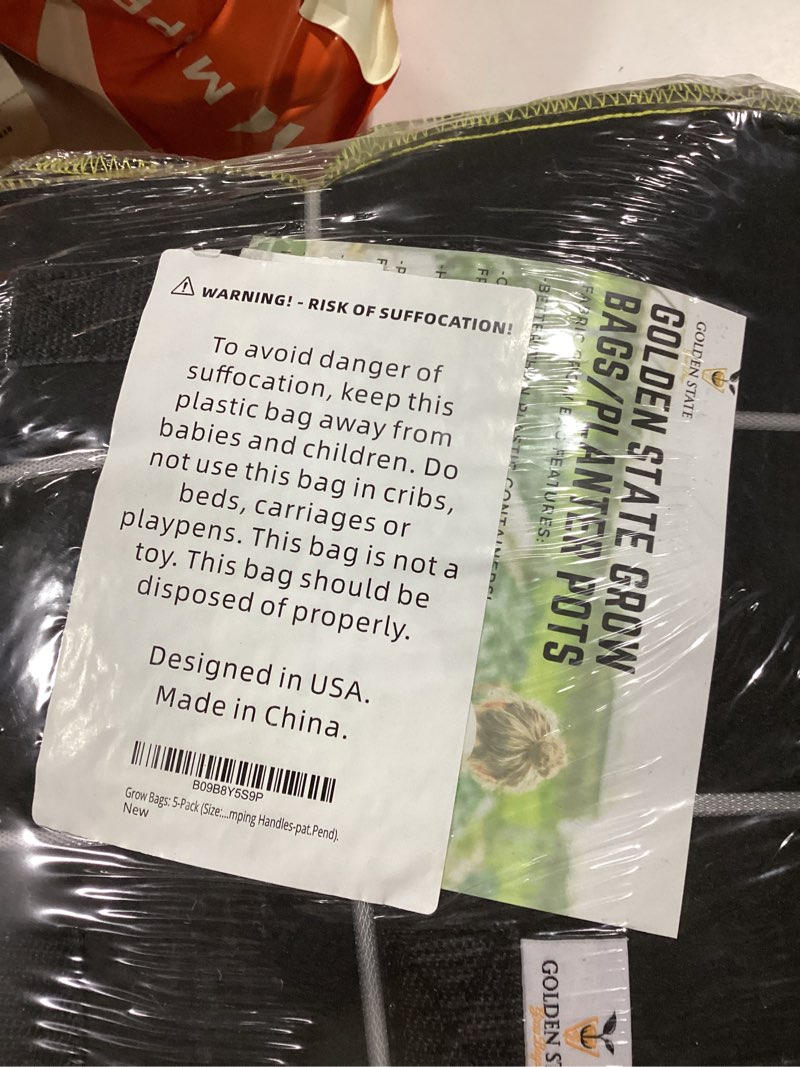 WARNING! - RISK OF SUFFOCATION!
To avoid danger of
suffocation, keep this
plastic bag away from
babies and children. Do
not use this bag in cribs,
beds, carriages or
playpens. This bag is not a
toy. This bag should be
disposed of properly.
Designed in USA.
Made in China.
B09B8Y5S9P
Grow Bags: 5-Pack (Size:...mping Handles-pat.Pend).
New
GOLDEN STATE
GOLDEN STATE GROW
BAGS/PLANTER POTS
FEATURES:
CONTAINERS!
GOLDEN S